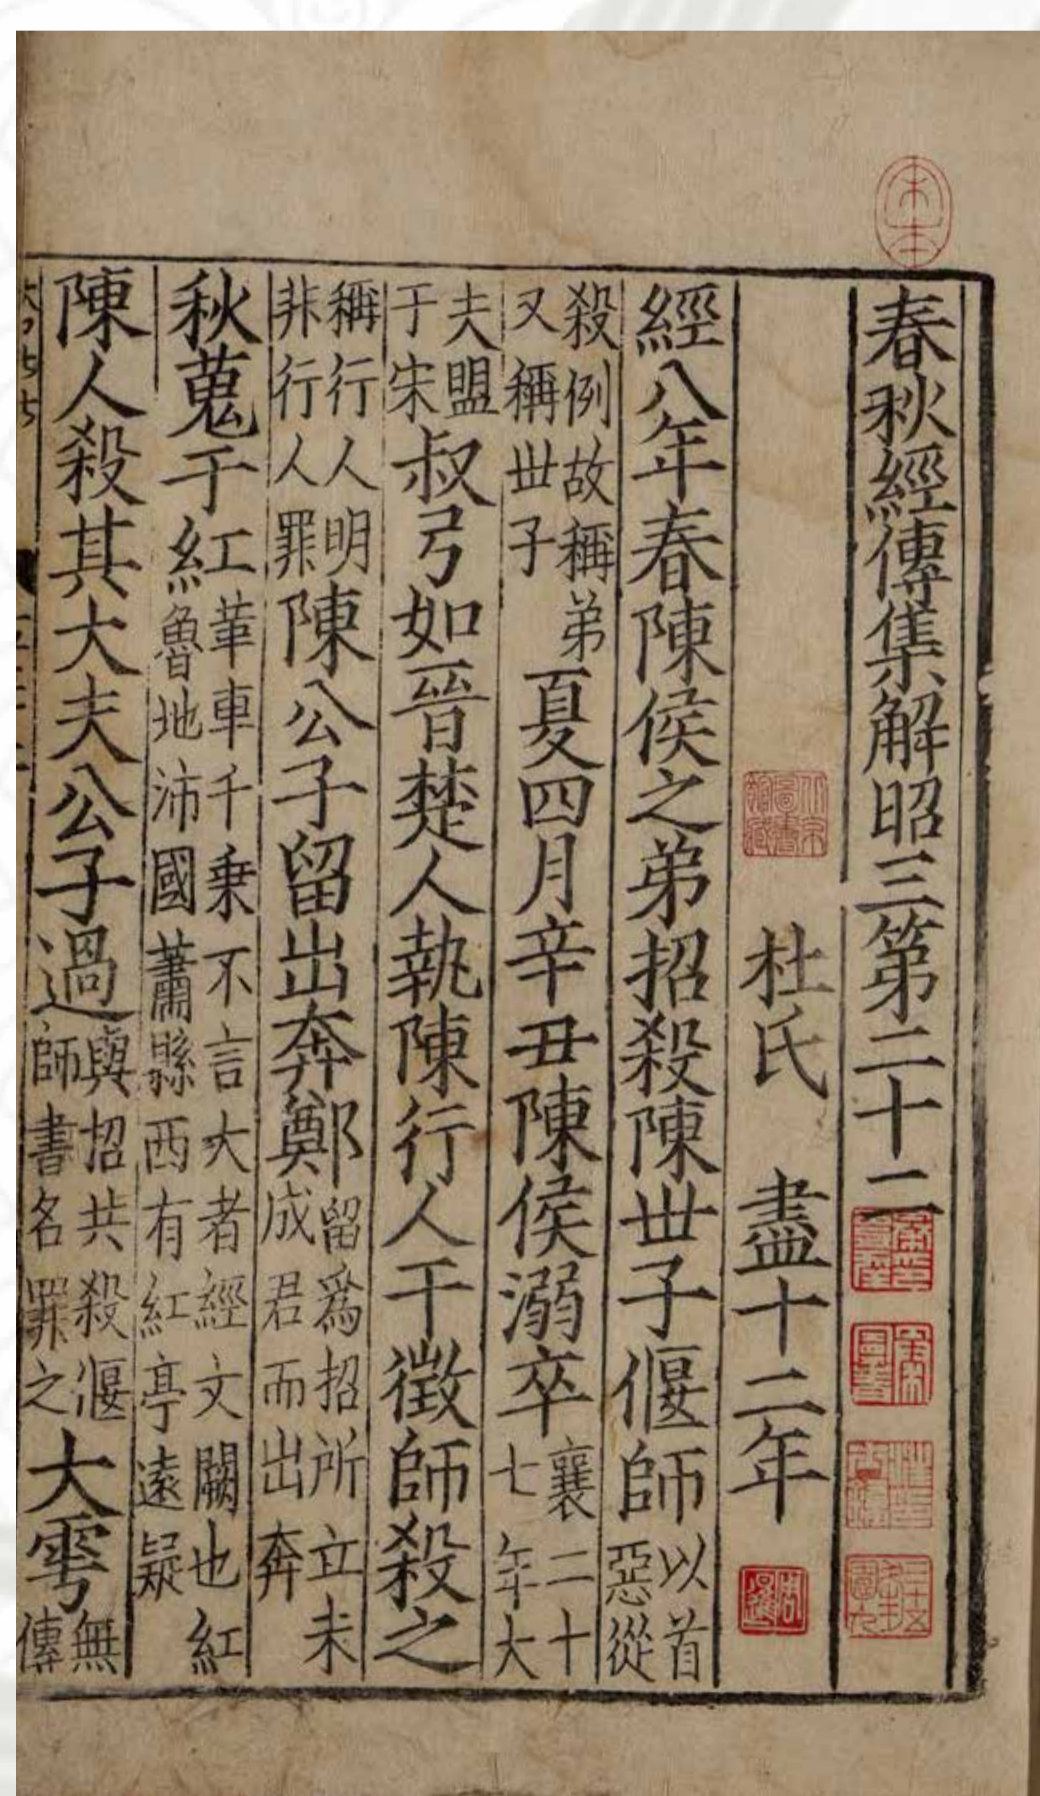 宋本
春秋經傳集解昭三第二十二
杜氏 盡十二年
周暹
經八年春陳侯之弟招殺陳丗子偃師以首惡從
殺例故稱弟又稱丗子夏四月辛丑陳侯溺卒襄二十七年大
夫盟于宋叔弓如晉楚人執陳行人干徵師殺之
稱行人明非行人罪陳公子留出奔鄭留爲招所立未成君而出奔
秋蒐于紅革車千乗不言大者經文闕也紅魯地沛國蕭縣西有紅亭遠疑
陳人殺其大夫公子過與招共殺偃師書名罪之大雩無傳